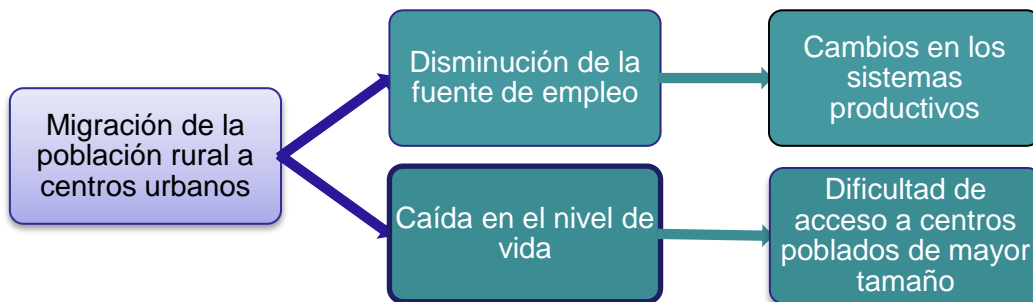 Migración de la
población rural a
centros urbanos
Disminución de la
fuente de empleo
Cambios en los
sistemas
productivos
Caída en el nivel de
vida
Dificultad de
acceso a centros
poblados de mayor
tamaño